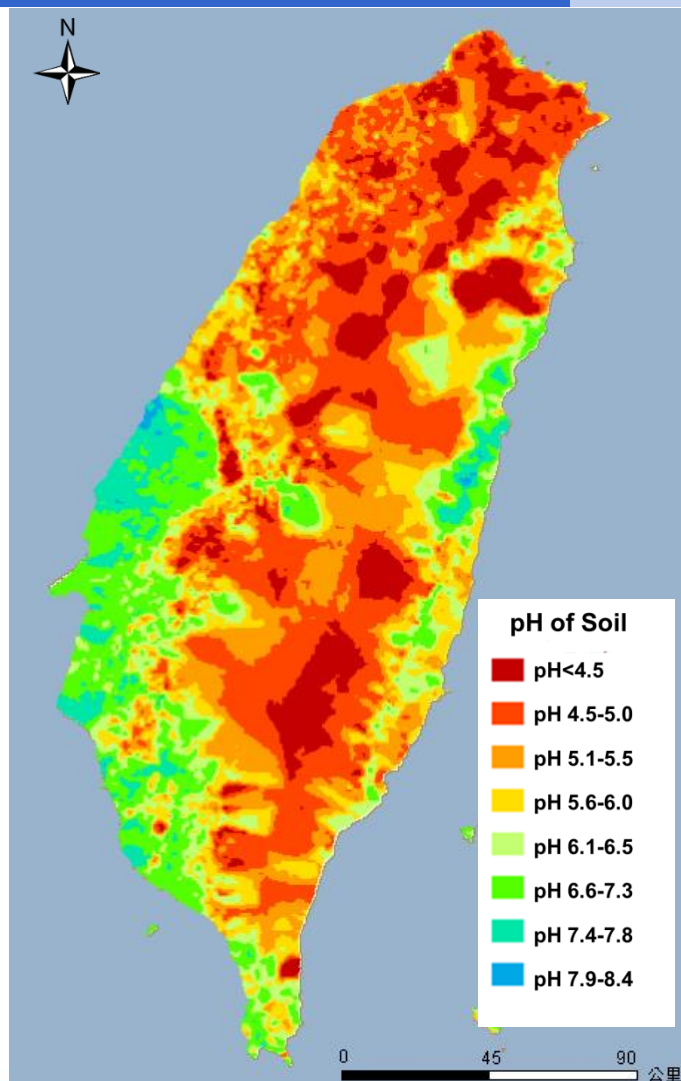 N
pH of Soil
pH<4.5
pH 4.5-5.0
pH 5.1-5.5
pH 5.6-6.0
pH 6.1-6.5
pH 6.6-7.3
pH 7.4-7.8
pH 7.9-8.4
0 45 90 公里